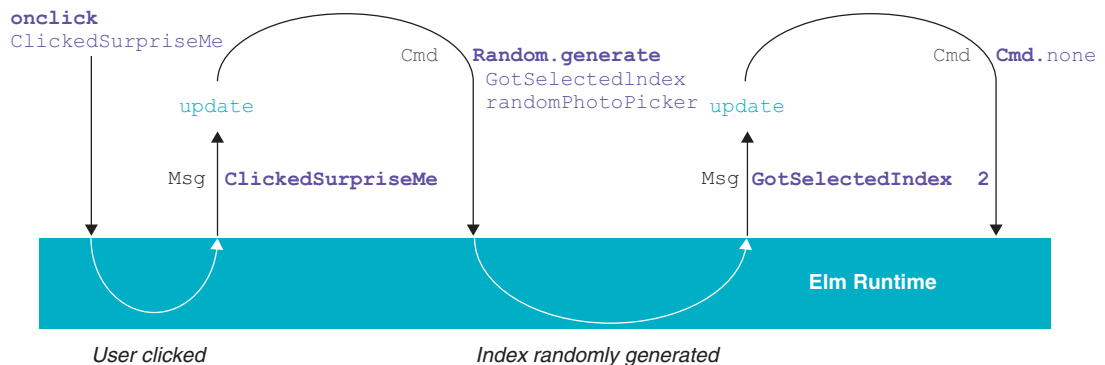 onclick
ClickedSurpriseMe
Cmd
Random.generate
GotSelectedIndex
randomPhotoPicker
Cmd
Cmd.none
update
update
Msg
ClickedSurpriseMe
Msg
GotSelectedIndex 2
Elm Runtime
User clicked
Index randomly generated